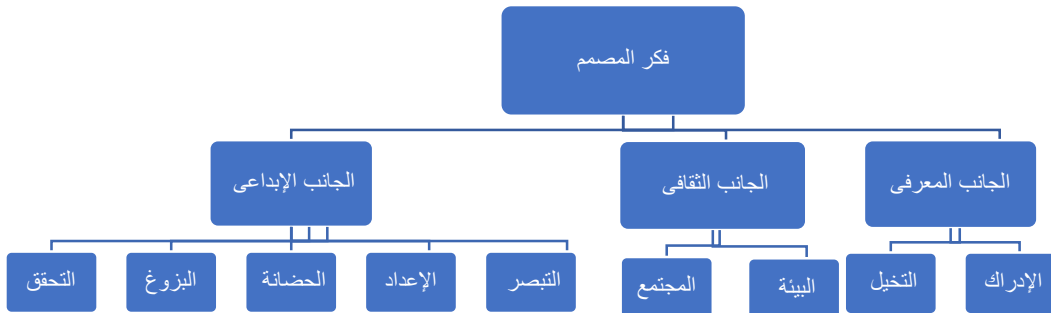 فكر المصمم
الجانب المعرفى
الجانب الثقافى
الجانب الإبداعى
الإدراك
التخيل
البيئة
المجتمع
التبصر
الإعداد
الحضانة
البزوغ
التحقق